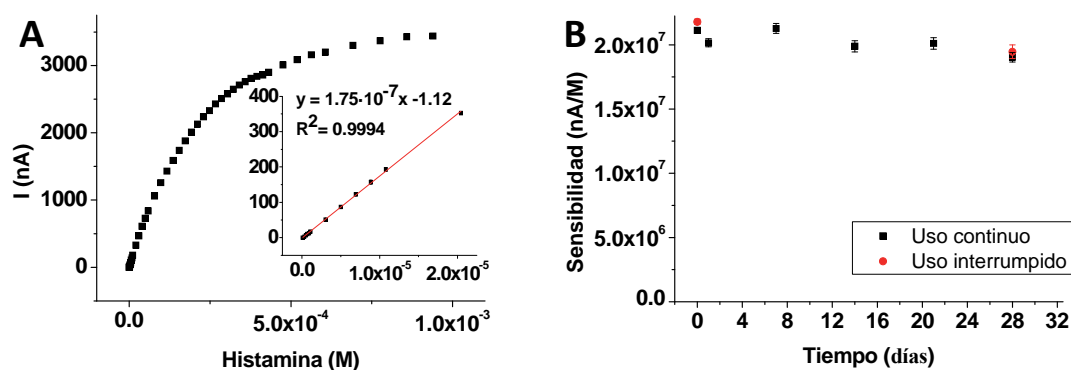 A
I (nA)
3000
2000
1000
0
0.0
5.0x10⁻⁴
1.0x10⁻³
Histamina (M)
y = 1.75·10⁻⁷x -1.12
R²= 0.9994
400
300
200
100
0
0.0
1.0x10⁻⁵
2.0x10⁻⁵
B
Sensibilidad (nA/M)
2.0x10⁷
1.5x10⁷
1.0x10⁷
5.0x10⁶
0.0
Uso continuo
Uso interrumpido
0 4 8 12 16 20 24 28 32
Tiempo (días)